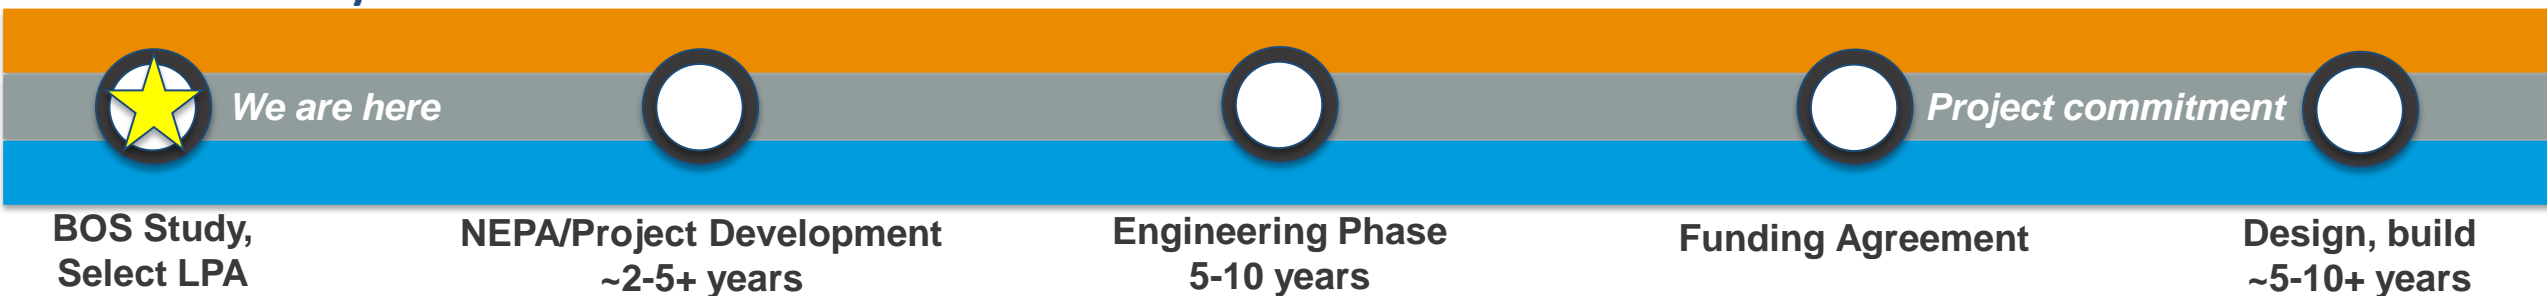 We are here
Project commitment
BOS Study,
Select LPA
NEPA/Project Development
~2-5+ years
Engineering Phase
5-10 years
Funding Agreement
Design, build
~5-10+ years